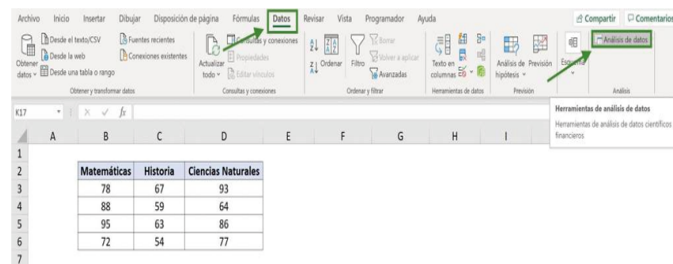 Archivo Inicio Insertar Dibujar Disposición de página Fórmulas Datos Revisar Vista Programador Ayuda Compartir Comentarios
Obtener datos
Desde el texto/CSV
Desde la web
Desde una tabla o rango
Fuentes recientes
Conexiones existentes
Obtener y transformar datos
Actualizar todo
Consultas y conexiones
Propiedades
Editar vínculos
Consultas y conexiones
Ordenar
Filtro
Borrar
Volver a aplicar
Avanzadas
Ordenar y filtrar
Texto en columnas
Herramientas de datos
Análisis de hipótesis
Previsión
Previsión
Análisis de datos
Análisis
Herramientas de análisis de datos
Herramientas de análisis de datos científicos
financieros
K17 fx
A B C D E F G H I
1
2 Matemáticas Historia Ciencias Naturales
3 78 67 93
4 88 59 64
5 95 63 86
6 72 54 77
7